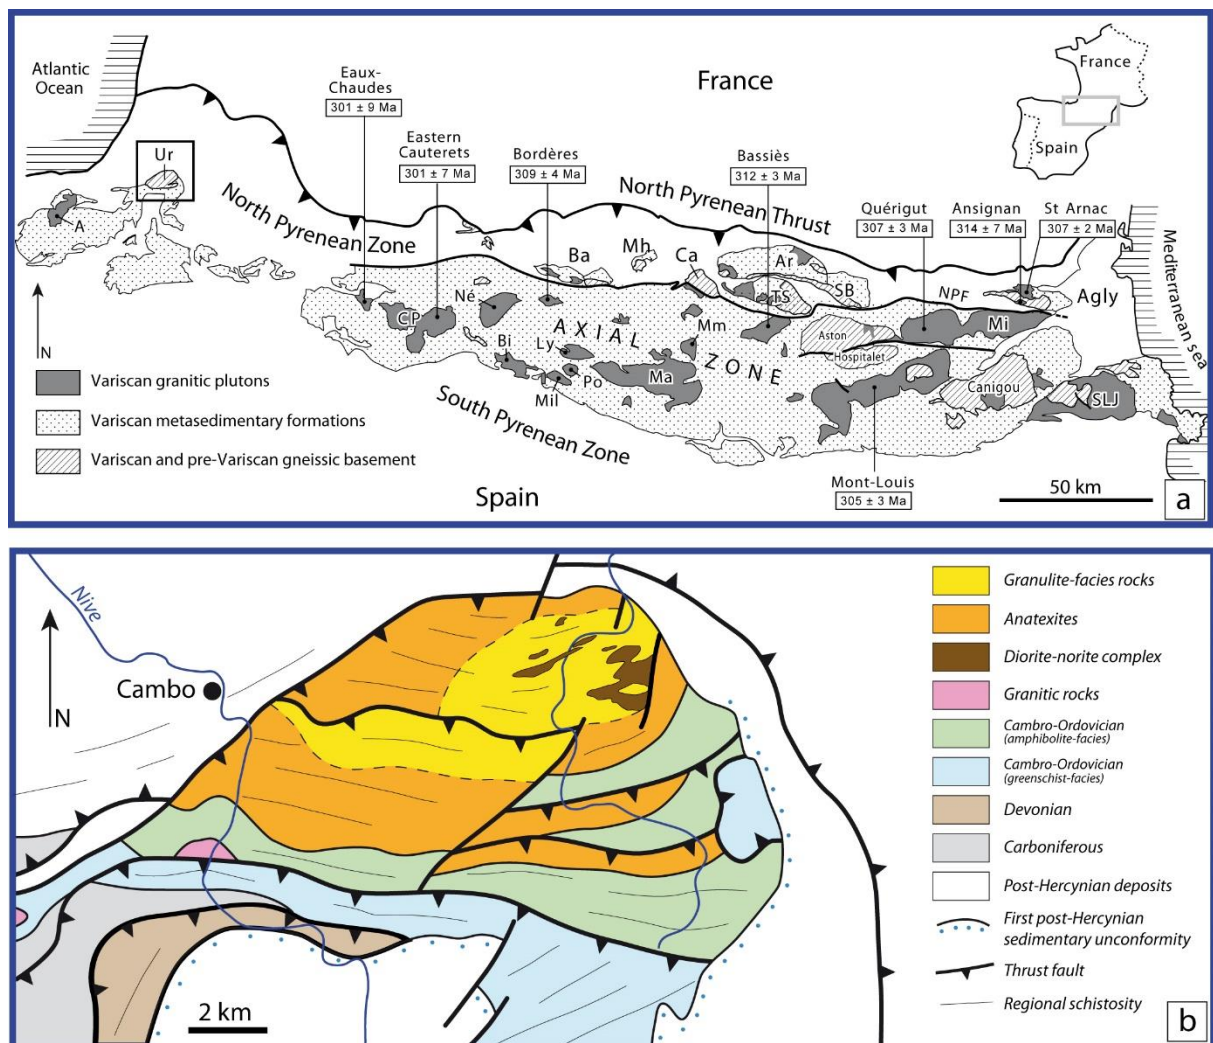 Atlantic
Ocean
Eaux-
Chaudes
301 ± 9 Ma
Eastern
Cauterets
301 ± 7 Ma
Bordères
309 ± 4 Ma
France
Bassiès
312 ± 3 Ma
Quérigut
307 ± 3 Ma
Ansignan
314 ± 7 Ma
St Arnac
307 ± 2 Ma
France
Spain
Ur
A
North Pyrenean Zone
North Pyrenean Thrust
Mediterranean sea
Ba
Mh
Ca
Ar
TS
SB
NPF
Agly
CP
Né
Bi
Ly
Po
Mil
Ma
Mm
AXIAL
ZONE
Aston
Hospitalet
Mi
Canigou
SLJ
South Pyrenean Zone
N
Variscan granitic plutons
Variscan metasedimentary formations
Variscan and pre-Variscan gneissic basement
Spain
Mont-Louis
305 ± 3 Ma
50 km
a
Nive
N
Cambo
2 km
Granulite-facies rocks
Anatexites
Diorite-norite complex
Granitic rocks
Cambro-Ordovician
(amphibolite-facies)
Cambro-Ordovician
(greenschist-facies)
Devonian
Carboniferous
Post-Hercynian deposits
First post-Hercynian
sedimentary unconformity
Thrust fault
Regional schistosity
b